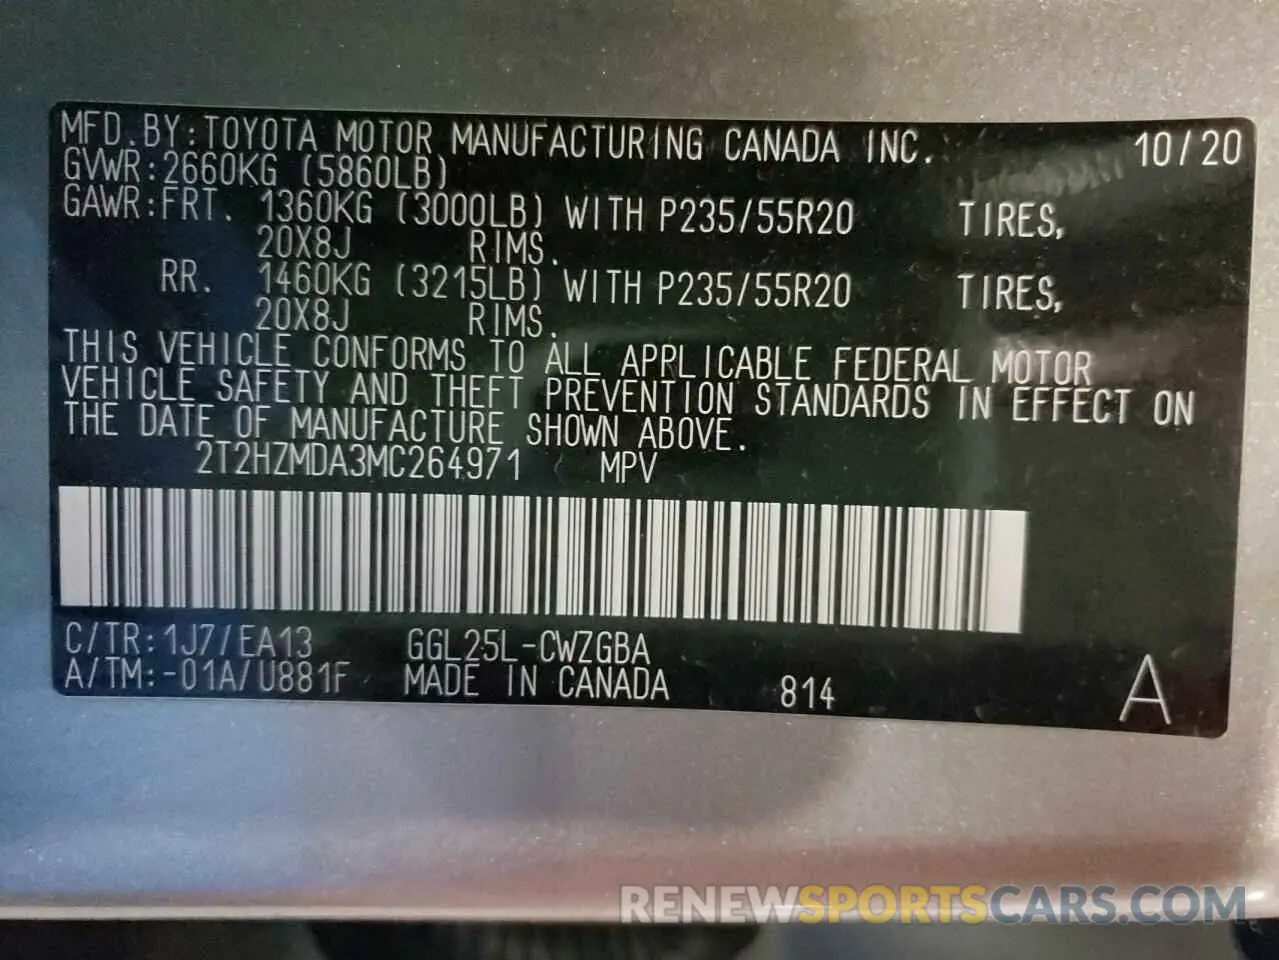 MFD.BY:TOYOTA MOTOR MANUFACTURING CANADA INC. 10/20
GVWR:2660KG (5860LB)
GAWR:FRT. 1360KG (3000LB) WITH P235/55R20 TIRES,
20X8J RIMS.
RR. 1460KG (3215LB) WITH P235/55R20 TIRES,
20X8J RIMS.
THIS VEHICLE CONFORMS TO ALL APPLICABLE FEDERAL MOTOR
VEHICLE SAFETY AND THEFT PREVENTION STANDARDS IN EFFECT ON
THE DATE OF MANUFACTURE SHOWN ABOVE.
2T2HZMDA3MC264971 MPV
C/TR:1J7/EA13 GGL25L-CWZGBA
A/TM:-01A/U881F MADE IN CANADA 814 A
RENEWSPORTSCARS.COM